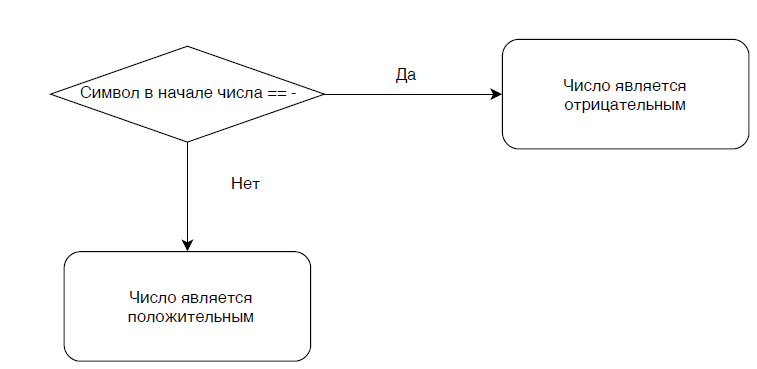 Символ в начале числа == -
Да
Число является
отрицательным
Нет
Число является
положительным